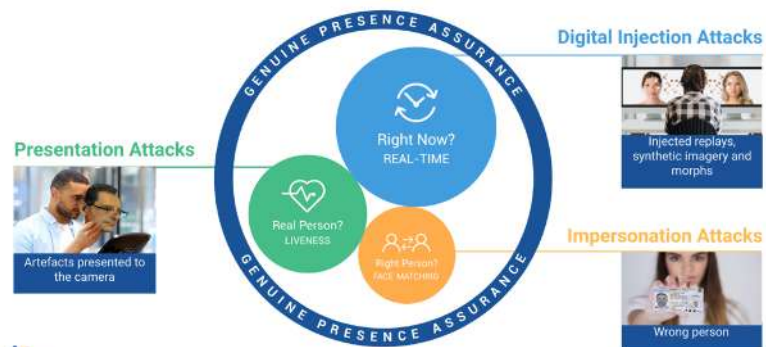 GENUINE PRESENCE ASSURANCE
Digital Injection Attacks
Injected replays,
synthetic imagery and
morphs
Right Now?
REAL-TIME
Presentation Attacks
Artefacts presented to
the camera
Real Person?
LIVENESS
Right Person?
FACE MATCHING
Impersonation Attacks
Wrong person
GENUINE PRESENCE ASSURANCE